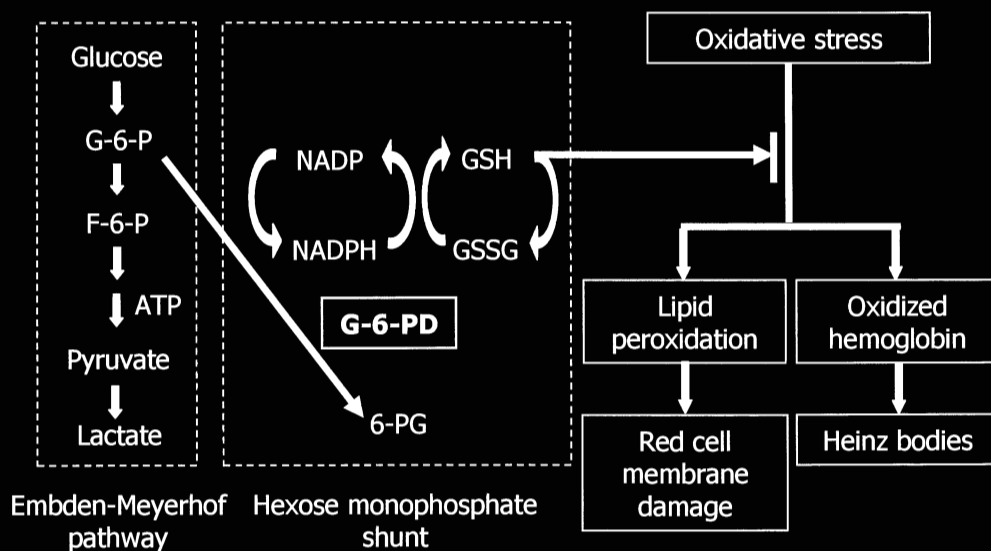 Glucose
G-6-P
F-6-P
ATP
Pyruvate
Lactate
Embden-Meyerhof
pathway
NADP
GSH
NADPH
GSSG
G-6-PD
6-PG
Hexose monophosphate
shunt
Oxidative stress
Lipid
peroxidation
Oxidized
hemoglobin
Red cell
membrane
damage
Heinz bodies